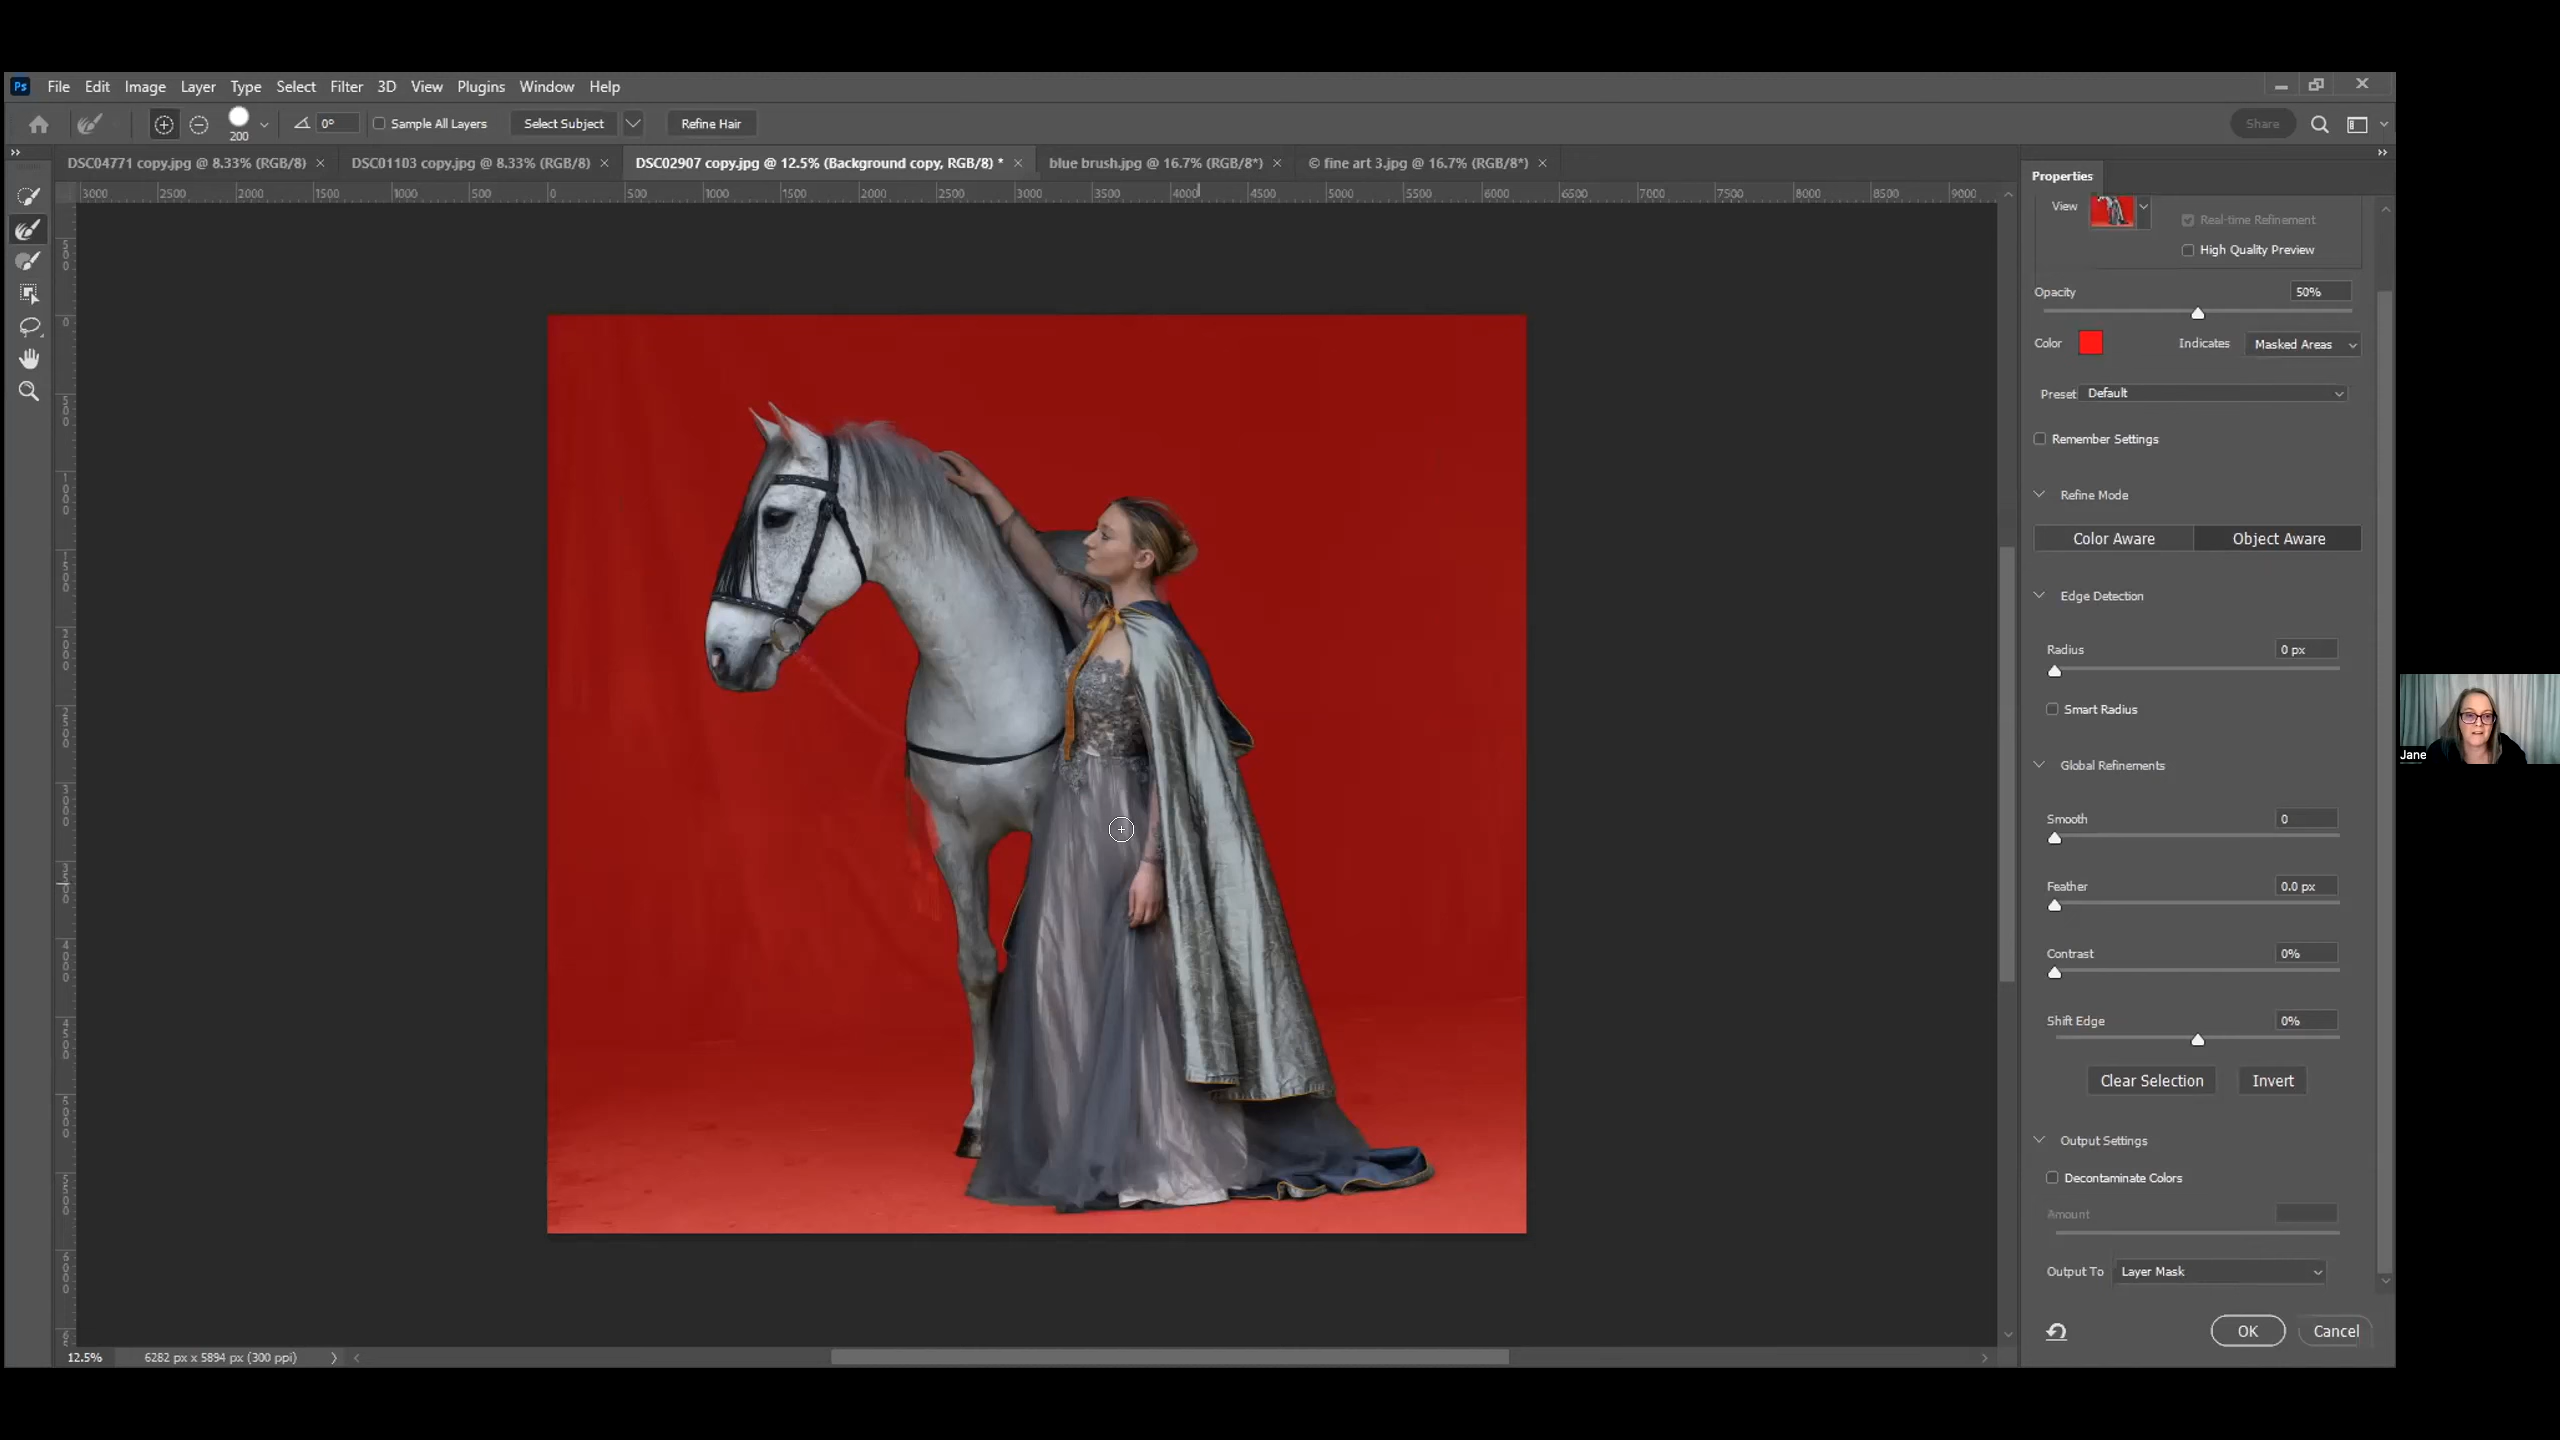 Ps File Edit Image Layer Type Select Filter 3D View Plugins Window Help
200 0° Sample All Layers Select Subject Refine Hair Share
DSC04771 copy.jpg @ 8.33% (RGB/8) × DSC01103 copy.jpg @ 8.33% (RGB/8) × DSC02907 copy.jpg @ 12.5% (Background copy, RGB/8) * × blue brush.jpg @ 16.7% (RGB/8*) × © fine art 3.jpg @ 16.7% (RGB/8*) ×
Properties
3000 2500 2000 1500 1000 500 0 500 1000 1500 2000 2500 3000 3500 4000 4500 5000 5500 6000 6500 7000 7500 8000 8500 9000
View Real-time Refinement
High Quality Preview
Opacity 50%
Color Indicates Masked Areas
Preset Default
Remember Settings
Refine Mode
Color Aware Object Aware
Edge Detection
Radius 0 px
Smart Radius
Jane
Global Refinements
Smooth 0
Feather 0.0 px
Contrast 0%
Shift Edge 0%
Clear Selection Invert
Output Settings
Decontaminate Colors
Amount
Output To Layer Mask
OK Cancel
12.5% 6282 px x 5894 px (300 ppi)